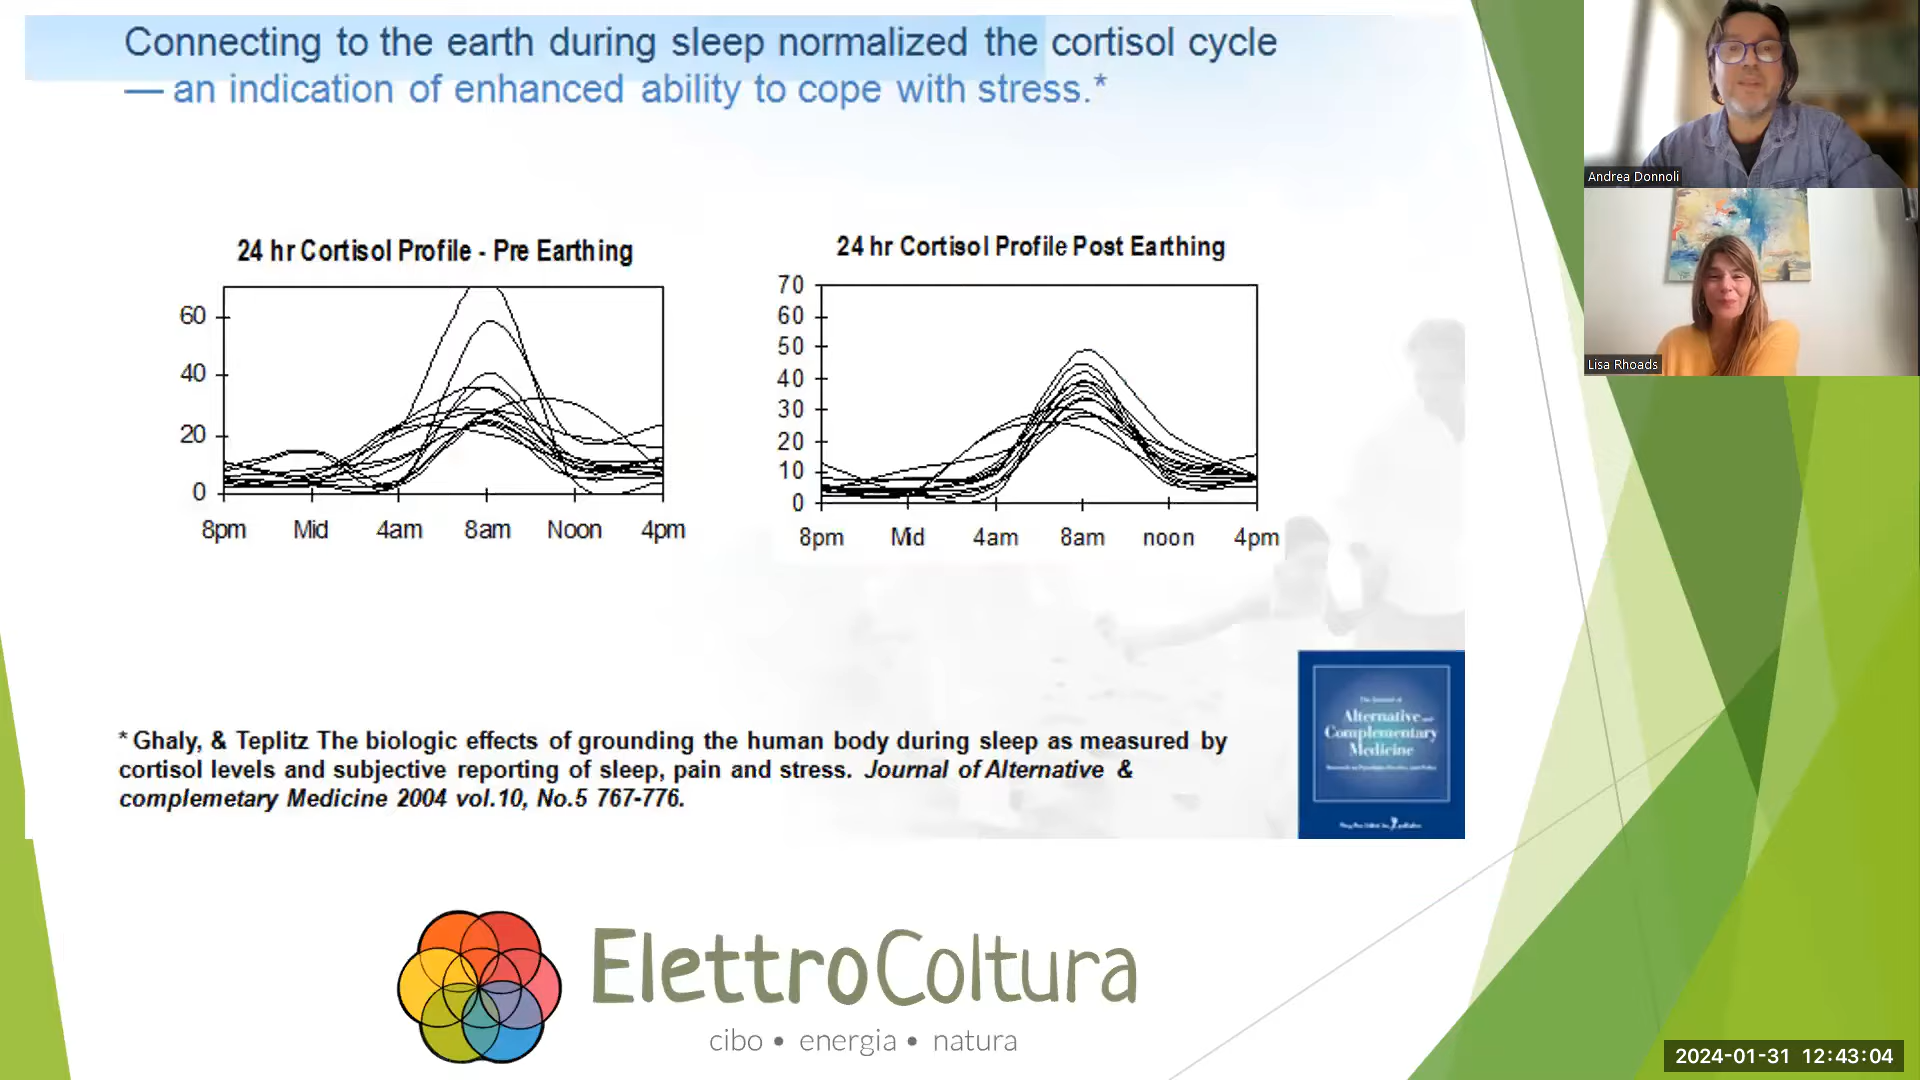 Connecting to the earth during sleep normalized the cortisol cycle
— an indication of enhanced ability to cope with stress.*
24 hr Cortisol Profile - Pre Earthing
60
40
20
0
8pm Mid 4am 8am Noon 4pm
24 hr Cortisol Profile Post Earthing
70
60
50
40
30
20
10
0
8pm Mid 4am 8am noon 4pm
* Ghaly, & Teplitz The biologic effects of grounding the human body during sleep as measured by
cortisol levels and subjective reporting of sleep, pain and stress. Journal of Alternative &
complemetary Medicine 2004 vol.10, No.5 767-776.
The Journal of
Alternative and
Complementary
Medicine
ElettroColtura
cibo • energia • natura
Andrea Donnoli
Lisa Rhoads
2024-01-31 12:43:04